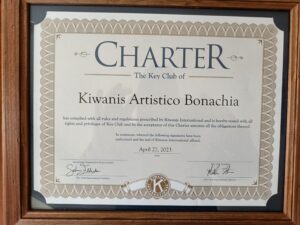 CHARTER
The Key Club of
Kiwanis Artistico Bonachia
has complied with all rules and regulations prescribed by Kiwanis International and is hereby vested with all
rights and privileges of Key Club and by the acceptance of this Charter assumes all the obligations thereof.
In testimony whereof the following signatures have been
subscribed and the seal of Kiwanis International affixed.
April 27, 2023